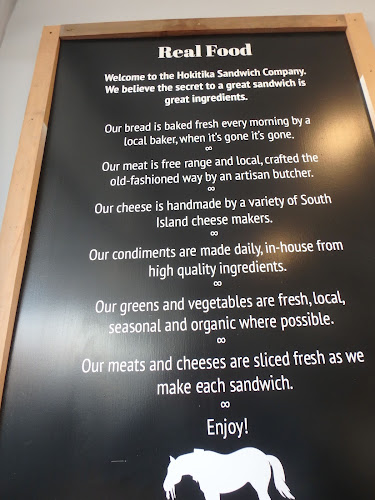 Real Food
Welcome to the Hokitika Sandwich Company.
We believe the secret to a great sandwich is
great ingredients.
Our bread is baked fresh every morning by a
local baker, when it's gone it's gone.
∞
Our meat is free range and local, crafted the
old-fashioned way by an artisan butcher.
∞
Our cheese is handmade by a variety of South
Island cheese makers.
∞
Our condiments are made daily, in-house from
high quality ingredients.
∞
Our greens and vegetables are fresh, local,
seasonal and organic where possible.
∞
Our meats and cheeses are sliced fresh as we
make each sandwich.
∞
Enjoy!